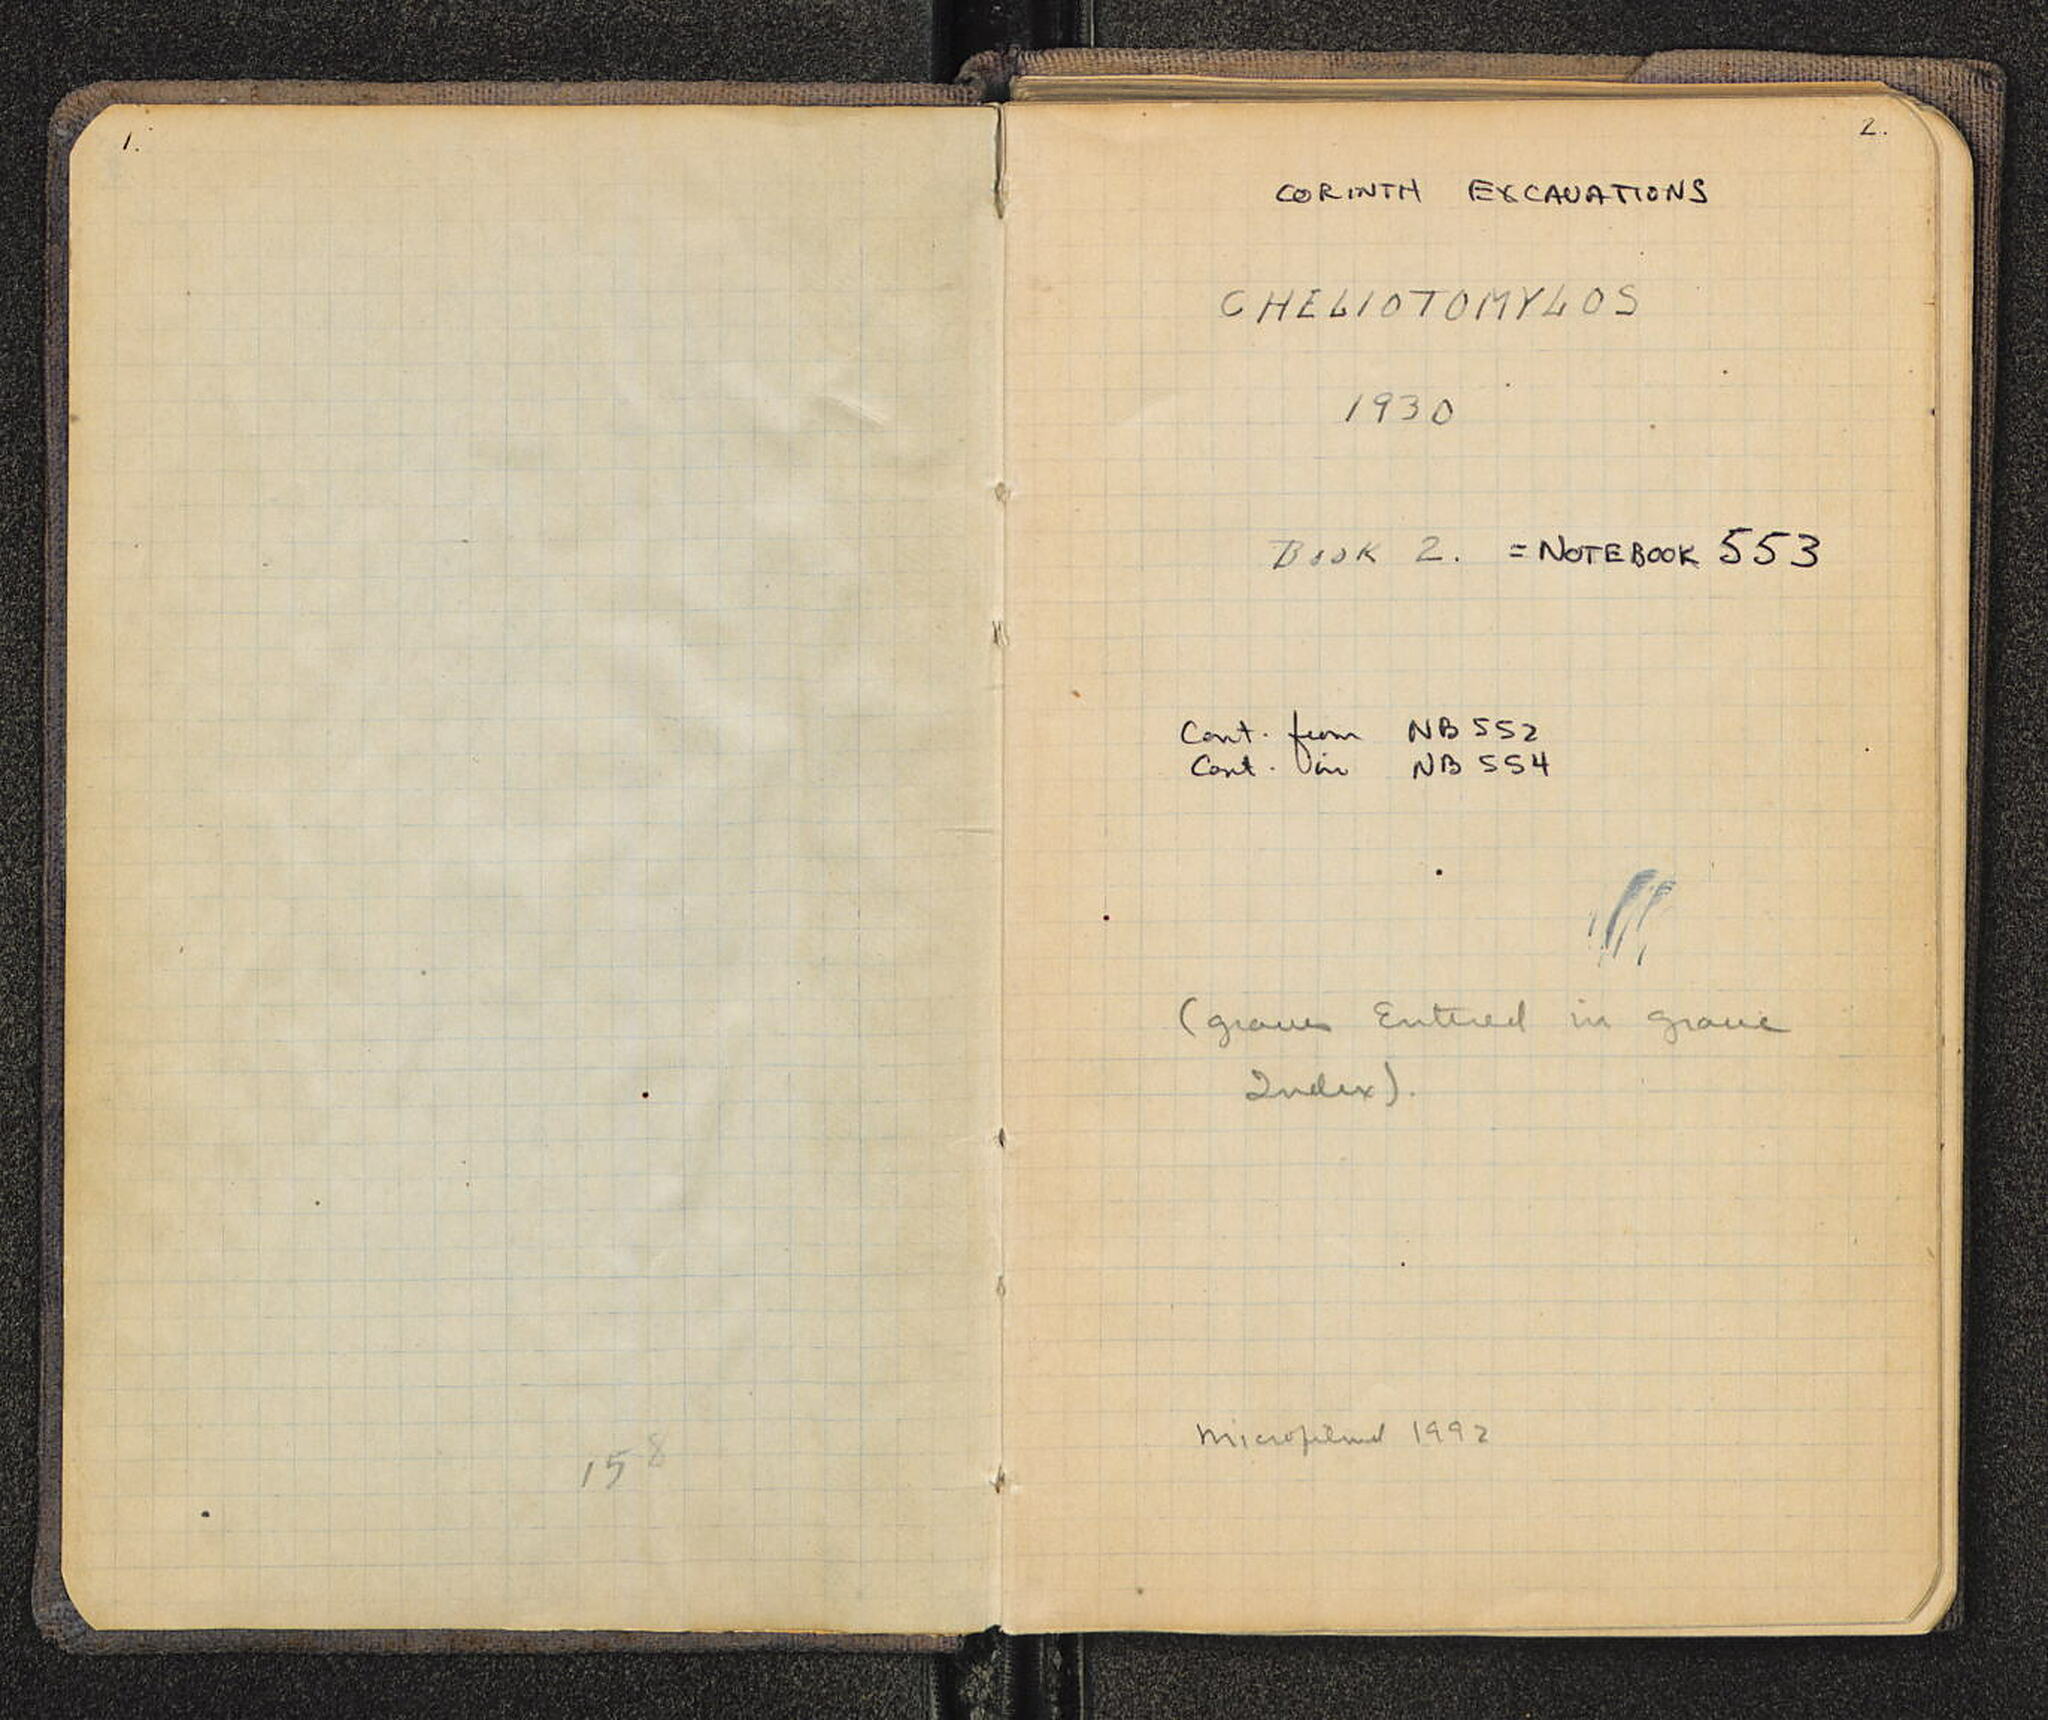 1.
158
2.
CORINTH EXCAVATIONS
CHELIOTOMYLOS
1930
Book 2. = NOTEBOOK 553
Cont. from NB 552
Cont. in NB 554
(graves Entered in grave
Index).
Microfilmed 1992